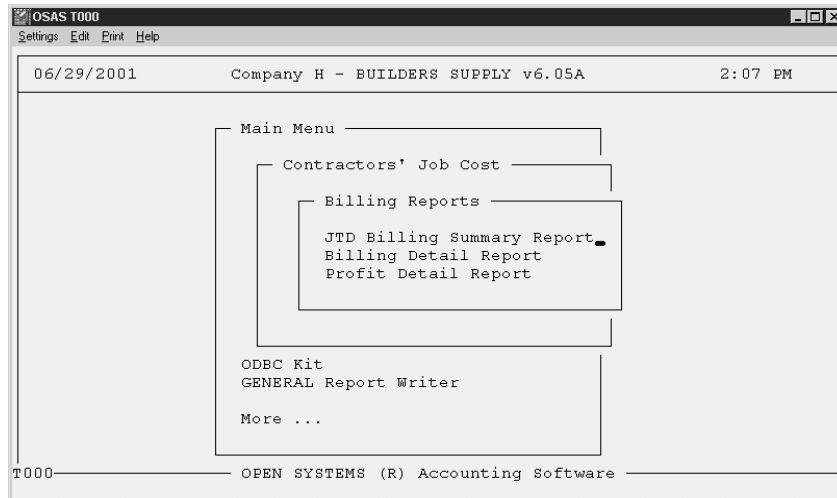 OSAS T000
Settings Edit Print Help
06/29/2001 Company H - BUILDERS SUPPLY v6.05A 2:07 PM
Main Menu
Contractors' Job Cost
Billing Reports
JTD Billing Summary Report
Billing Detail Report
Profit Detail Report
ODBC Kit
GENERAL Report Writer
More ...
T000 OPEN SYSTEMS (R) Accounting Software